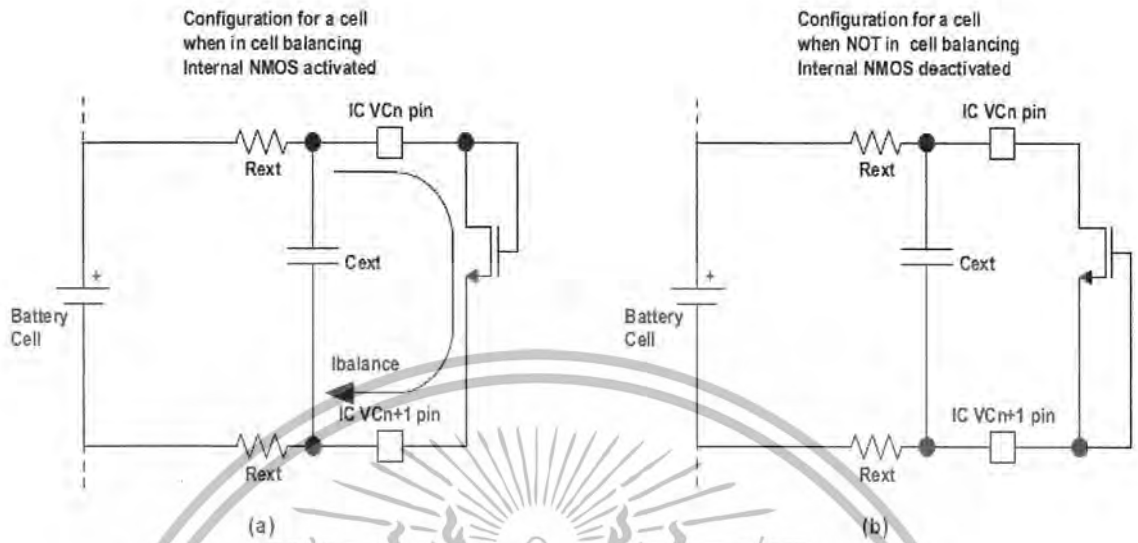 Configuration for a cell
when in cell balancing
Internal NMOS activated
IC VCn pin
Rext
Cext
Battery
Cell
Ibalance
IC VCn+1 pin
Rext
(a)
Configuration for a cell
when NOT in cell balancing
Internal NMOS deactivated
IC VCn pin
Rext
Cext
Battery
Cell
IC VCn+1 pin
Rext
(b)